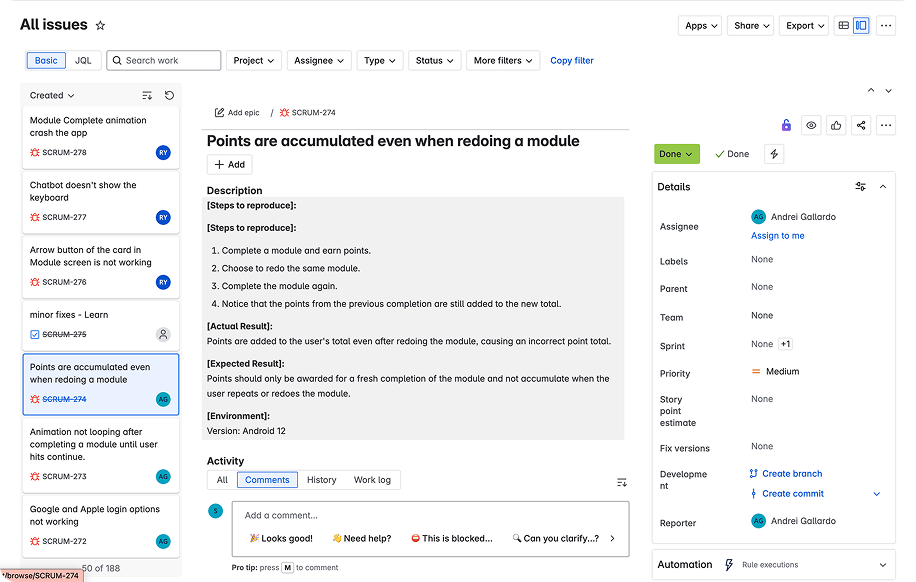 All issues
Apps
Share
Export
Basic
JQL
Search work
Project
Assignee
Type
Status
More filters
Copy filter
Created
Module Complete animation
crash the app
SCRUM-278
RY
Chatbot doesn't show the
keyboard
SCRUM-277
RY
Arrow button of the card in
Module screen is not working
SCRUM-276
RY
minor fixes - Learn
SCRUM-275
Points are accumulated even
when redoing a module
SCRUM-274
AG
Animation not looping after
completing a module until user
hits continue.
SCRUM-273
AG
Google and Apple login options
not working
SCRUM-272
AG
50 of 188
*/browse/SCRUM-274
Add epic
/
SCRUM-274
Points are accumulated even when redoing a module
Add
Description
[Steps to reproduce]:
[Steps to reproduce]:
1. Complete a module and earn points.
2. Choose to redo the same module.
3. Complete the module again.
4. Notice that the points from the previous completion are still added to the new total.
[Actual Result]:
Points are added to the user's total even after redoing the module, causing an incorrect point total.
[Expected Result]:
Points should only be awarded for a fresh completion of the module and not accumulate when the
user repeats or redoes the module.
[Environment]:
Version: Android 12
Activity
All
Comments
History
Work log
S
Add a comment...
🎉 Looks good!
👋 Need help?
⛔ This is blocked...
🔍 Can you clarify...?
Pro tip: press M to comment
Done
Done
Details
Assignee
AG
Andrei Gallardo
Assign to me
Labels
None
Parent
None
Team
None
Sprint
None +1
Priority
Medium
Story
point
estimate
None
Fix versions
None
Developme
nt
Create branch
Create commit
Reporter
AG
Andrei Gallardo
Automation
Rule executions